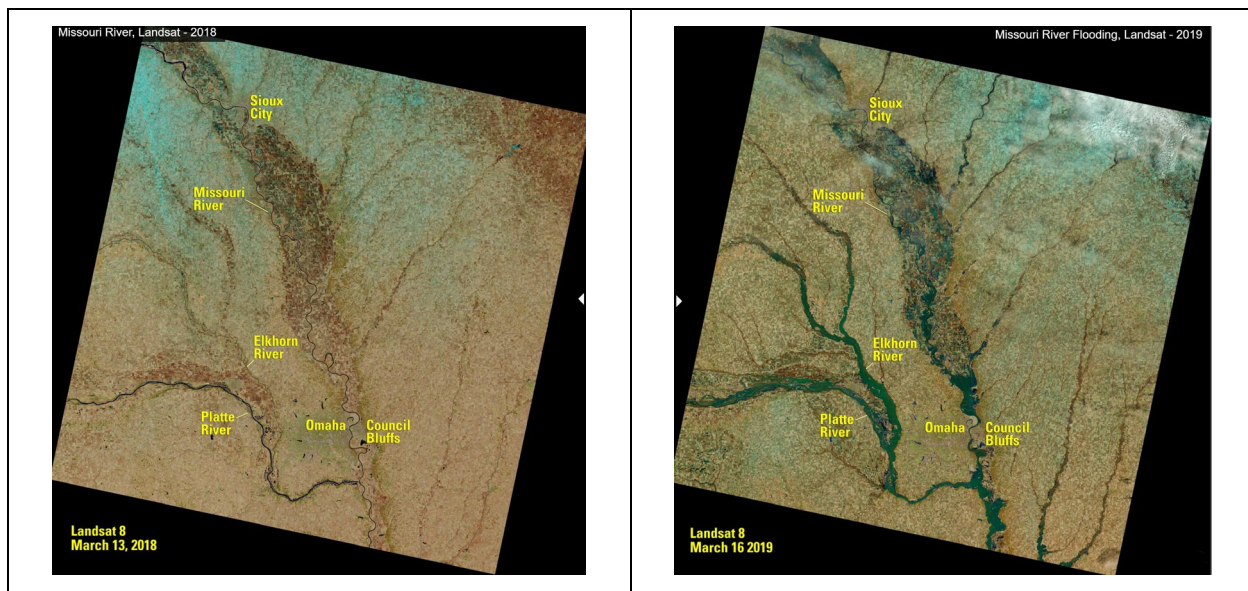 Missouri River, Landsat - 2018
Sioux
City
Missouri
River
Elkhorn
River
Platte
River
Omaha
Council
Bluffs
Landsat 8
March 13, 2018
Missouri River Flooding, Landsat - 2019
Sioux
City
Missouri
River
Elkhorn
River
Platte
River
Omaha
Council
Bluffs
Landsat 8
March 16 2019